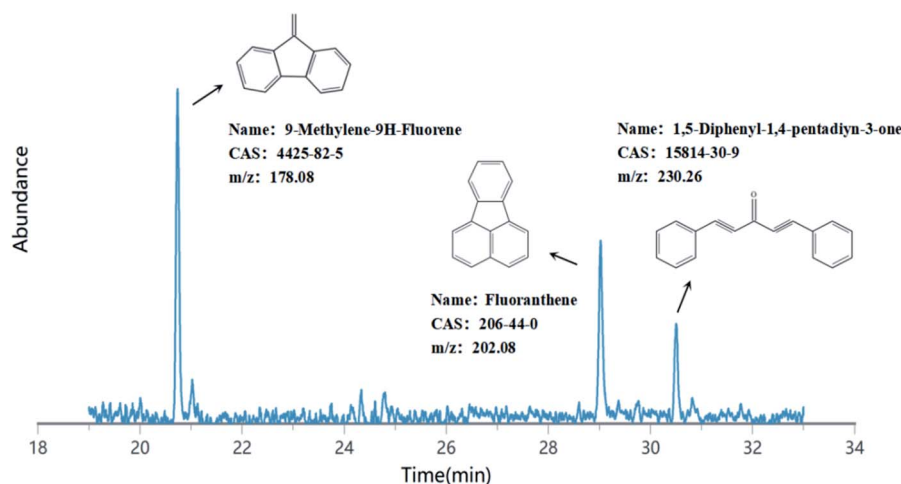 Name：9-Methylene-9H-Fluorene
CAS：4425-82-5
m/z：178.08
Name：1,5-Diphenyl-1,4-pentadiyn-3-one
CAS：15814-30-9
m/z：230.26
O
Name：Fluoranthene
CAS：206-44-0
m/z：202.08
Abundance
18 20 22 24 26 28 30 32 34
Time(min)